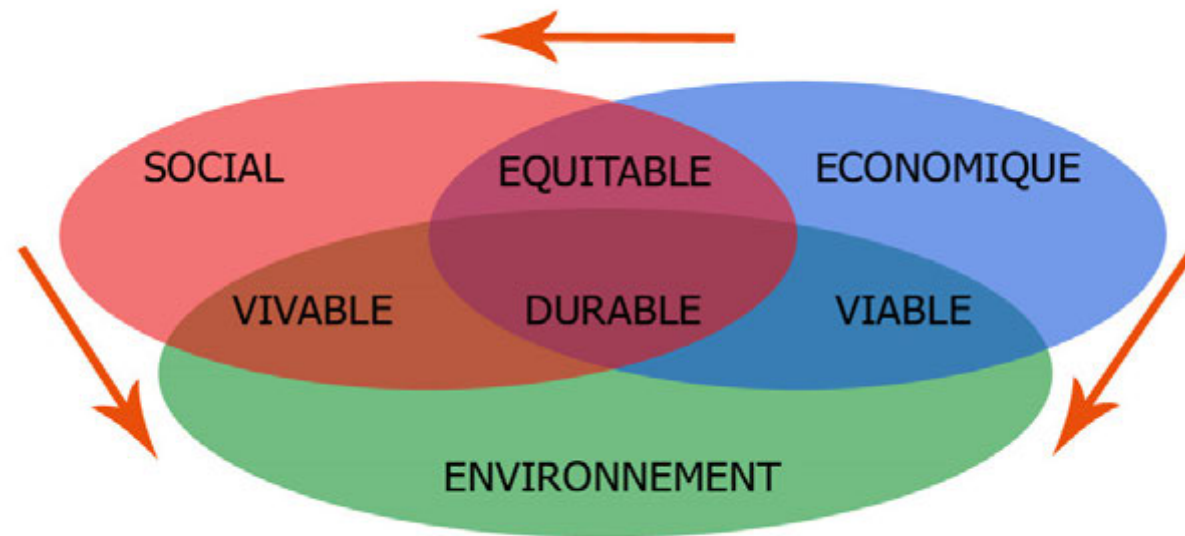 SOCIAL EQUITABLE ECONOMIQUE
VIVABLE DURABLE VIABLE
ENVIRONNEMENT